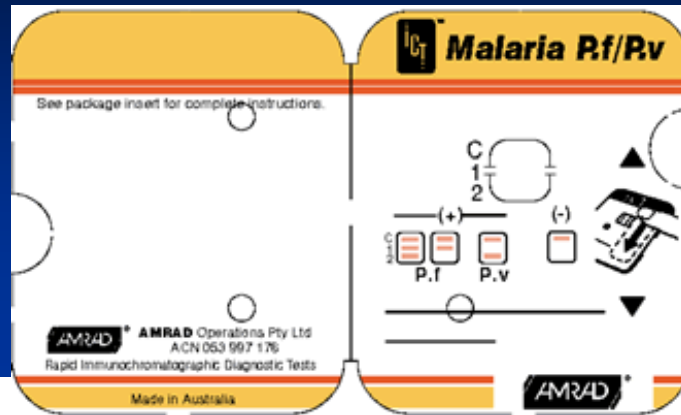 See package insert for complete instructions.
AMRAD AMRAD Operations Pty Ltd
ACN 053 997 176
Rapid Immunochromatographic Diagnostic Tests
Made in Australia
ICT™ Malaria P.f/P.v
C
1
2
(+) (-)
C
1
2
P.f P.v
AMRAD